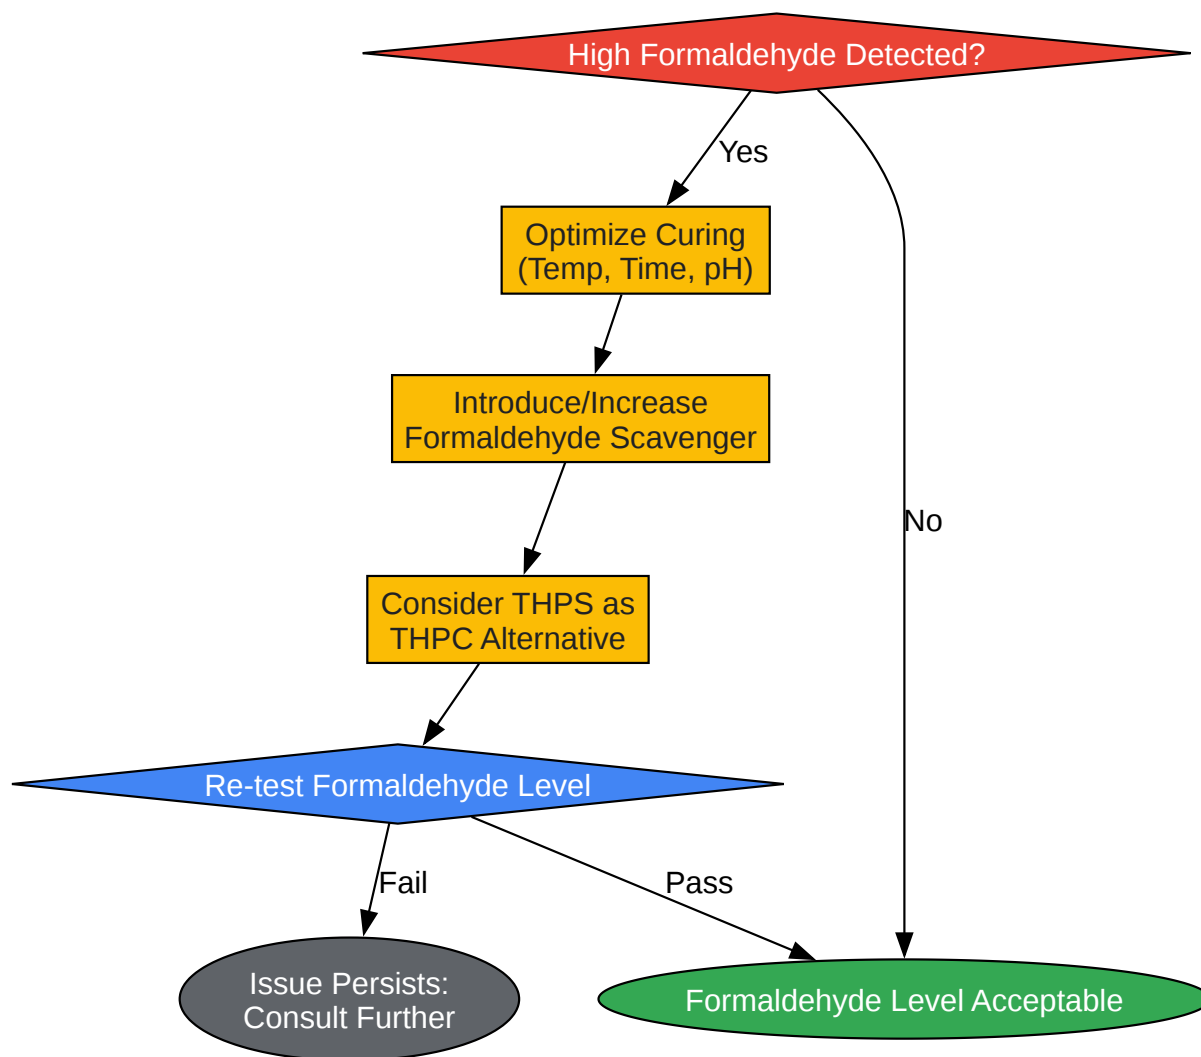 High Formaldehyde Detected?
Yes
Optimize Curing
(Temp, Time, pH)
Introduce/Increase
Formaldehyde Scavenger
No
Consider THPS as
THPC Alternative
Re-test Formaldehyde Level
Fail
Pass
Issue Persists:
Consult Further
Formaldehyde Level Acceptable